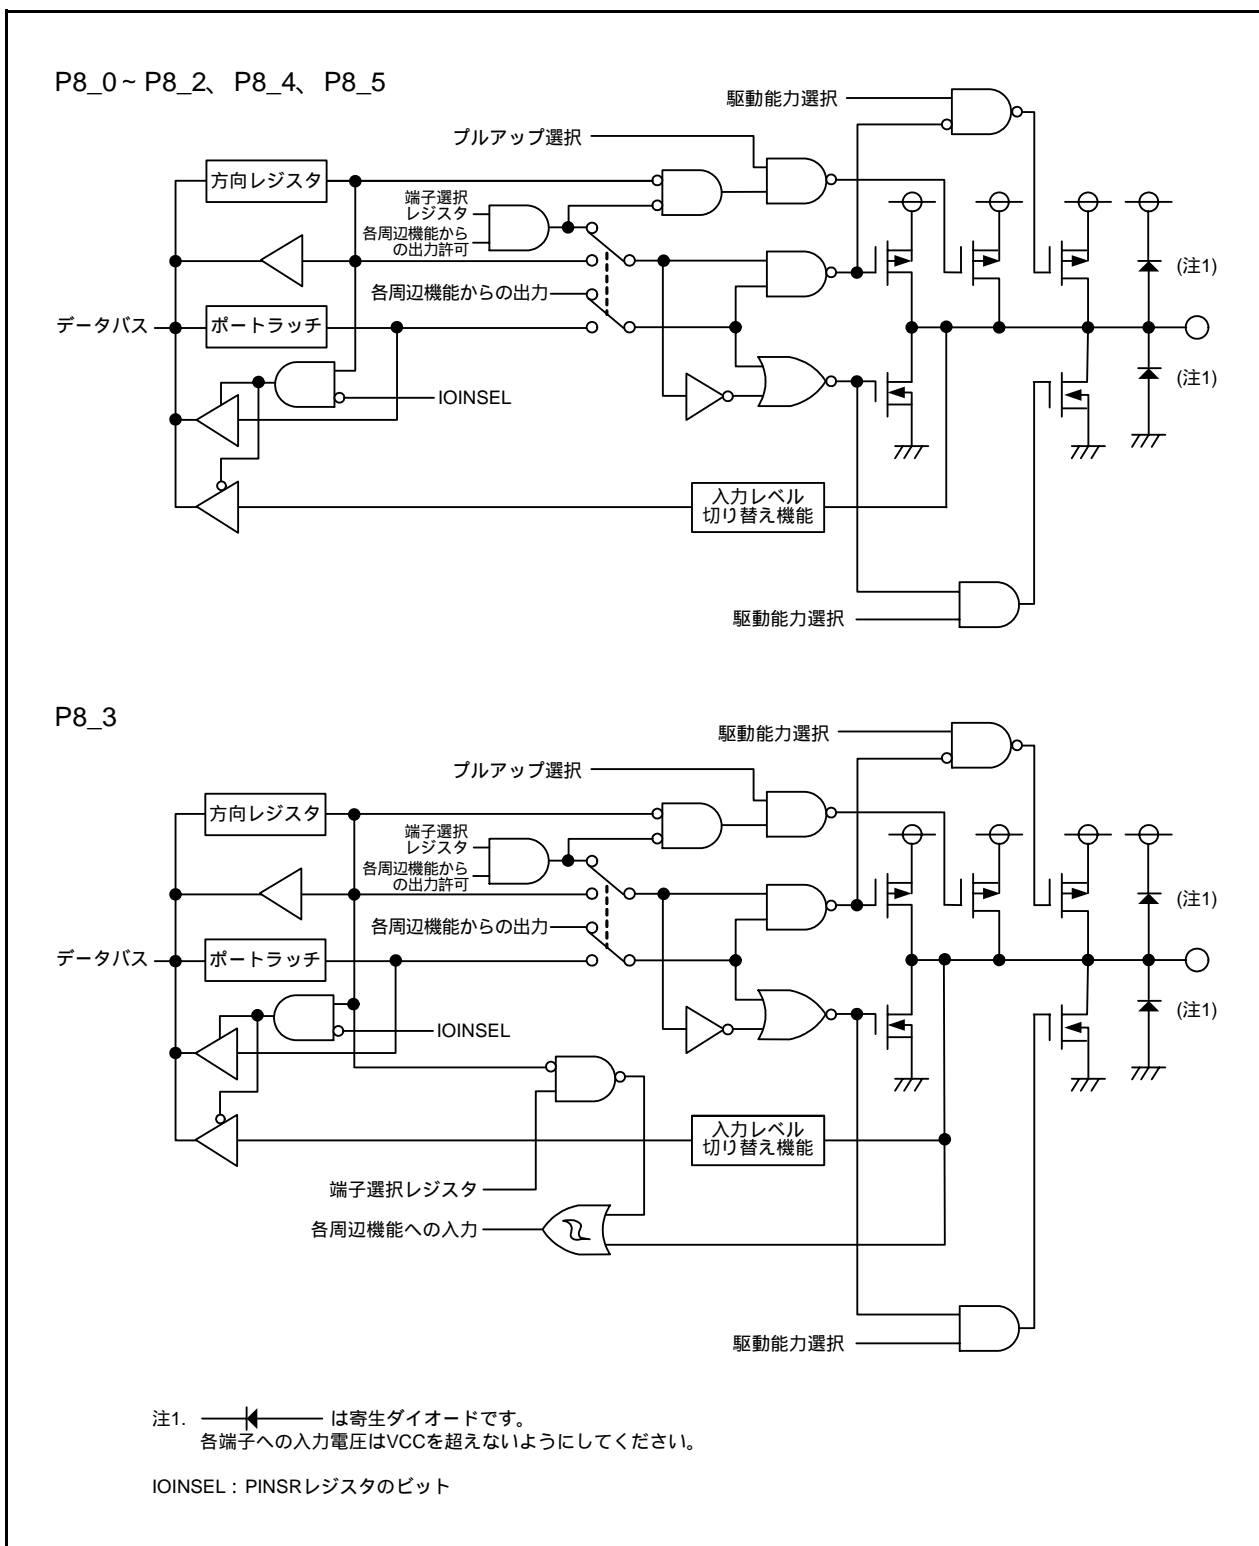 P8_0～P8_2、P8_4、P8_5
駆動能力選択
プルアップ選択
方向レジスタ
端子選択
レジスタ
各周辺機能から
の出力許可
(注1)
各周辺機能からの出力
データバス
ポートラッチ
(注1)
IOINSEL
入力レベル
切り替え機能
駆動能力選択
P8_3
駆動能力選択
プルアップ選択
方向レジスタ
端子選択
レジスタ
各周辺機能から
の出力許可
(注1)
各周辺機能からの出力
データバス
ポートラッチ
(注1)
IOINSEL
入力レベル
切り替え機能
端子選択レジスタ
各周辺機能への入力
駆動能力選択
注1. は寄生ダイオードです。
各端子への入力電圧はVCCを超えないようにしてください。
IOINSEL：PINSRレジスタのビット